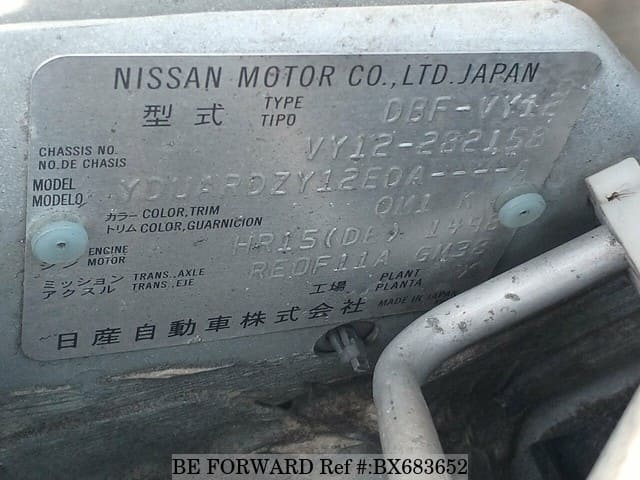 NISSAN MOTOR CO.,LTD.JAPAN
型式 TYPE TIPO DBF-VY12
CHASSIS NO. NO.DE CHASIS VY12-282158
MODEL MODELO
カラー COLOR,TRIM QM1 K
トリム COLOR,GUARNICION
ENGINE MOTOR HR15(DE) 1498
ミッション TRANS.,AXLE REOF11A GM38
アクスル TRANS.,EJE
工場 PLANT PLANTA Y
日産自動車株式会社 MADE IN JAPAN
BE FORWARD Ref #:BX683652